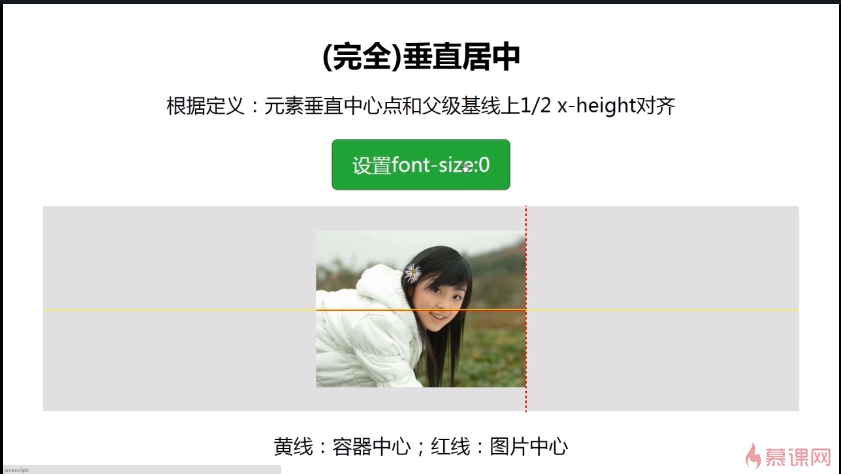 (完全)垂直居中
根据定义：元素垂直中心点和父级基线上1/2 x-height对齐
设置font-size:0
黄线：容器中心；红线：图片中心
javascript:
慕课网